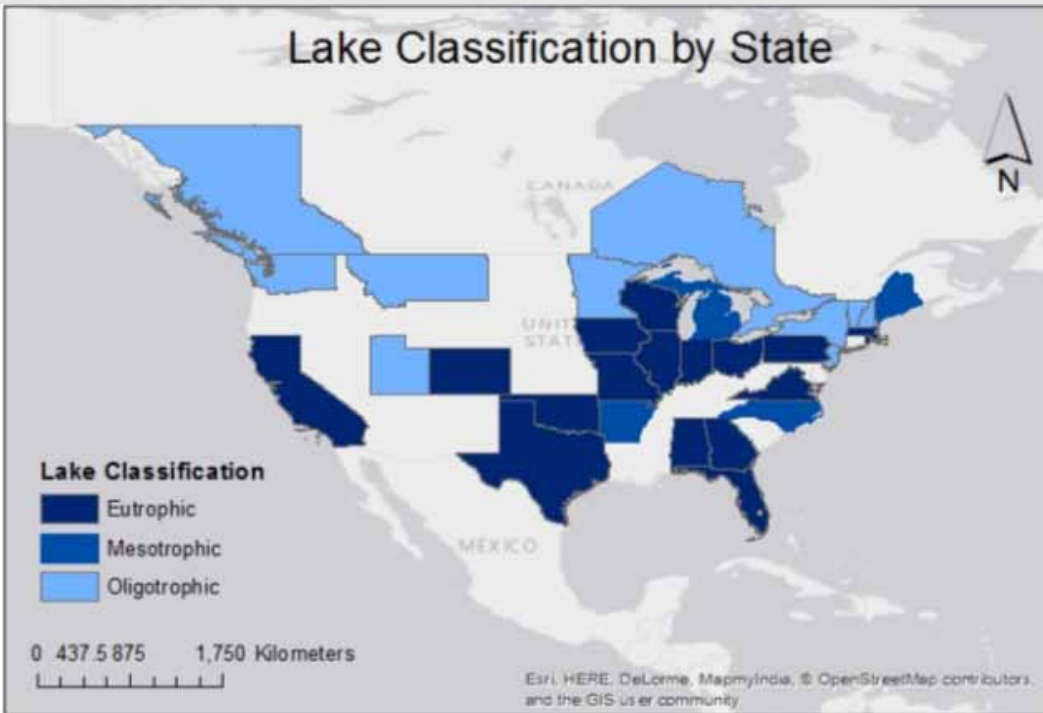 Lake Classification by State
N
CANADA
UNITED
STATES
MEXICO
Lake Classification
Eutrophic
Mesotrophic
Oligotrophic
0 437.5 875 1,750 Kilometers
Esri, HERE, DeLorme, MapmyIndia, © OpenStreetMap contributors,
and the GIS user community